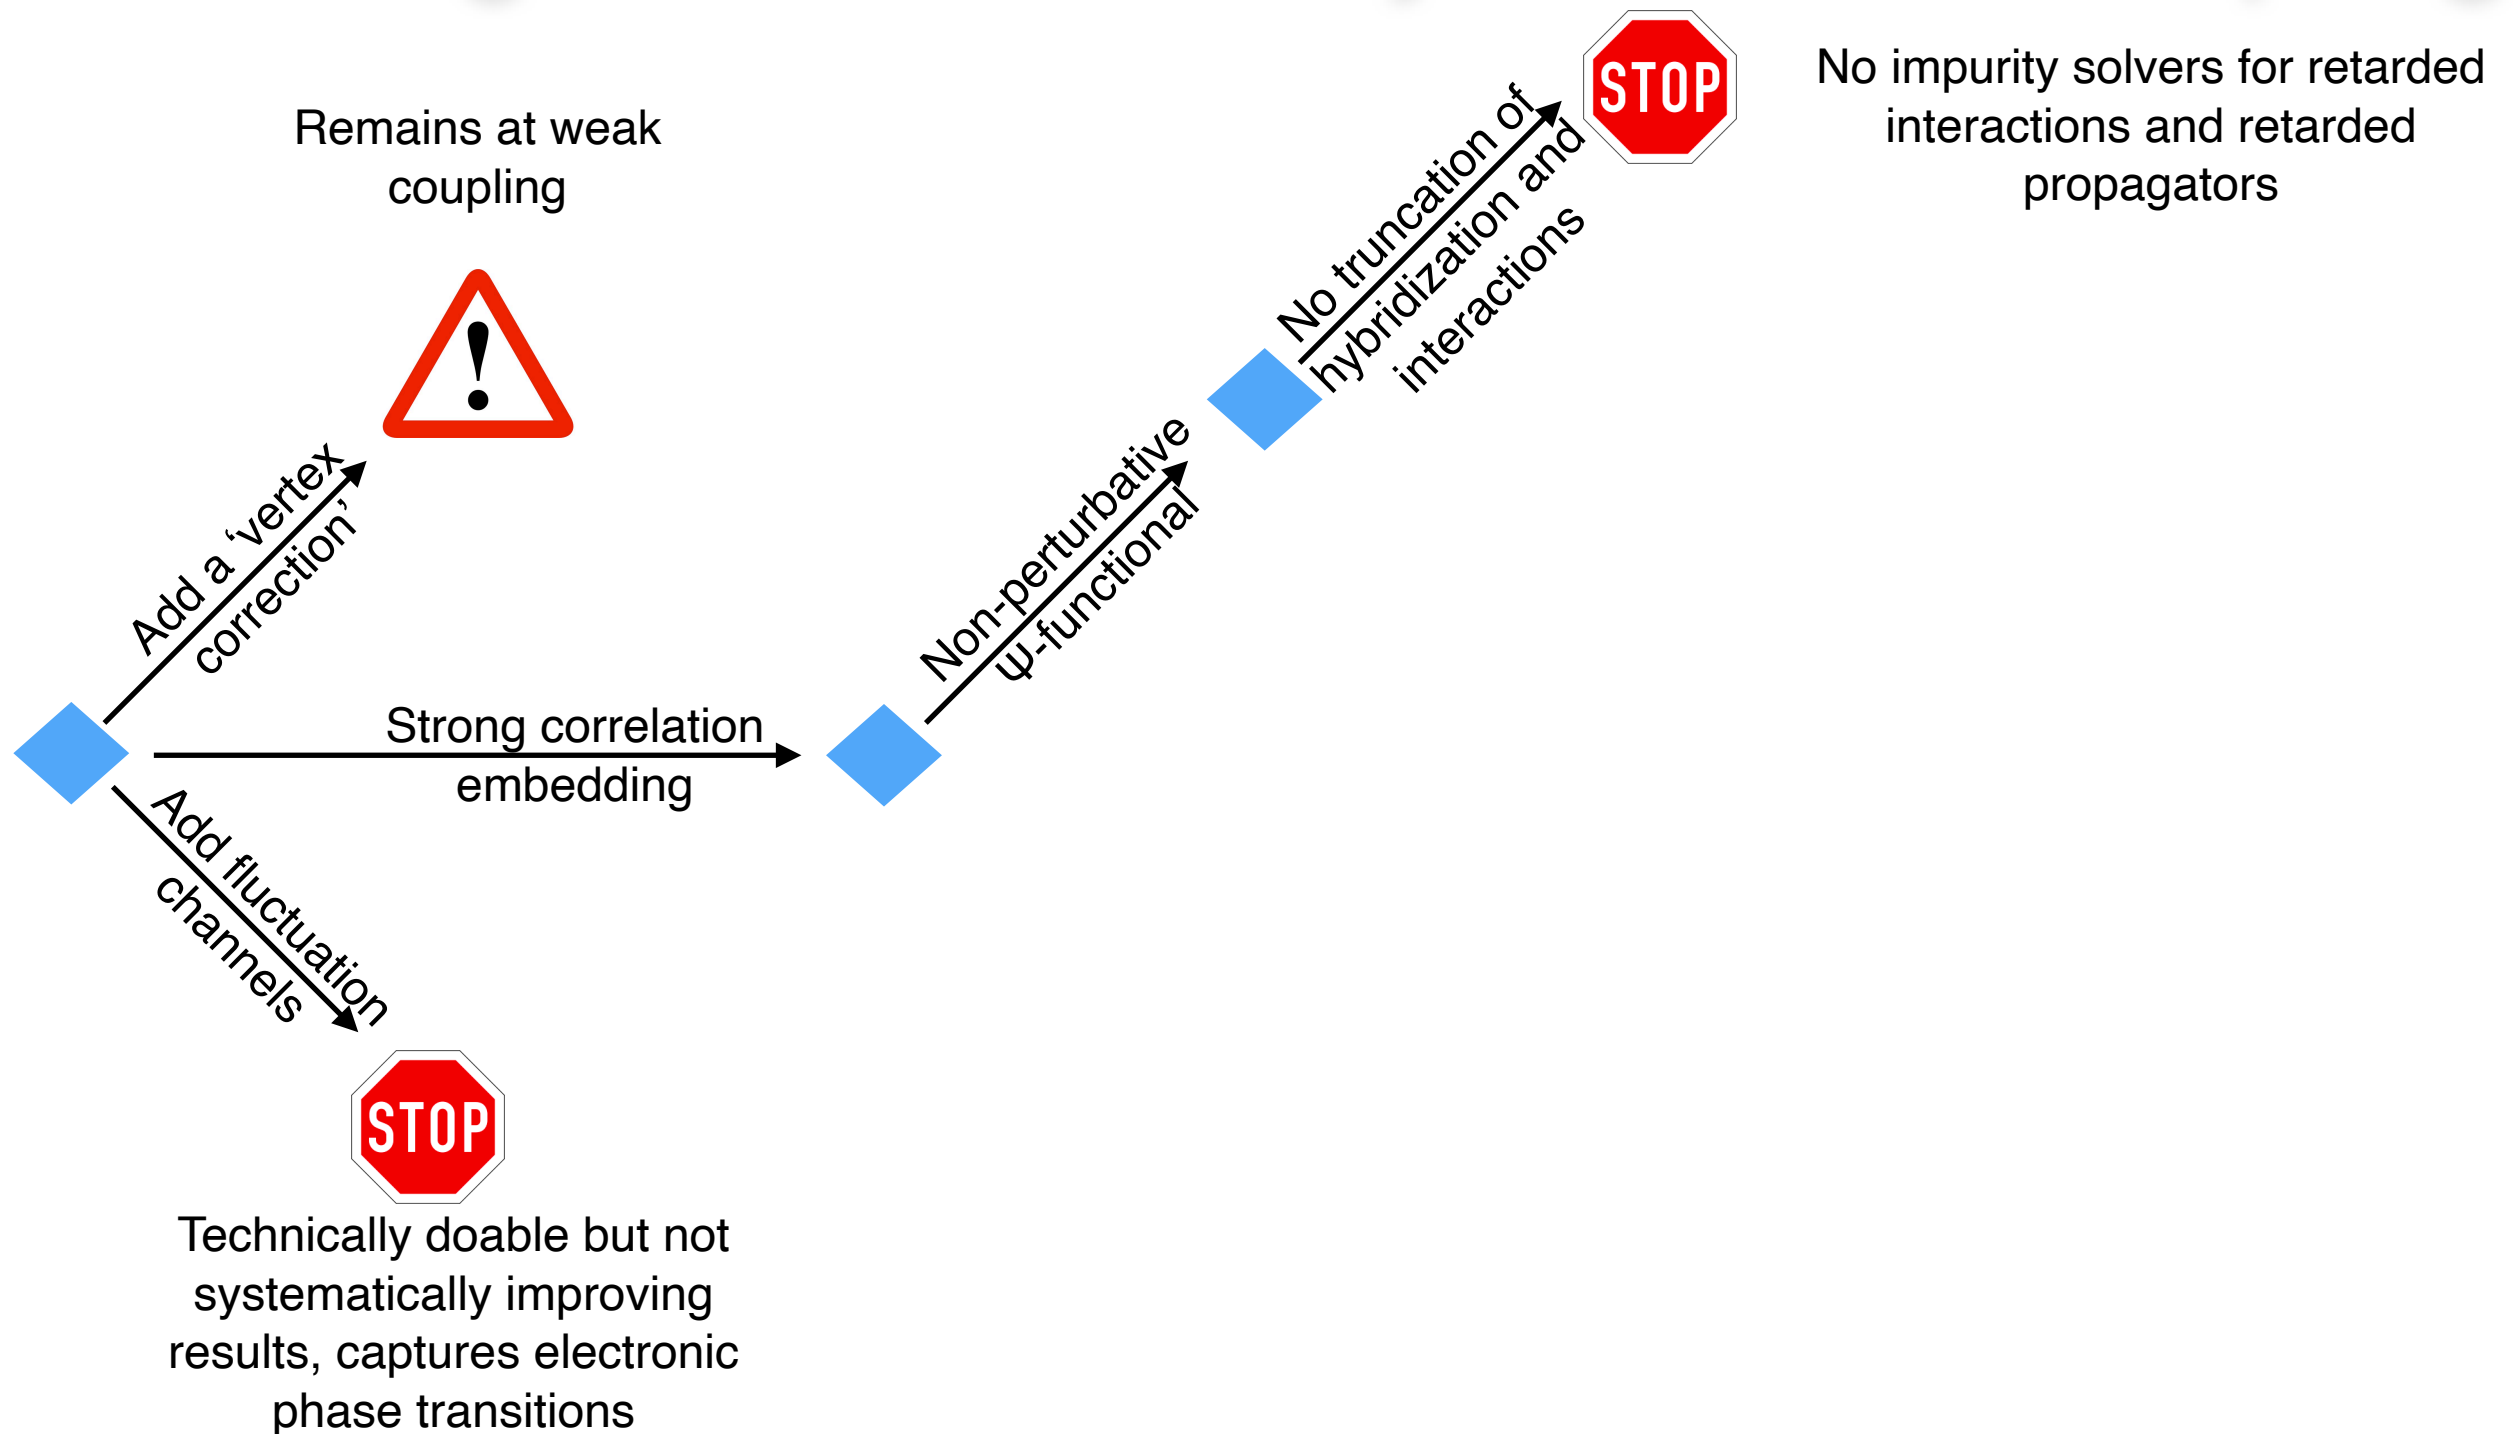 No impurity solvers for retarded
interactions and retarded
propagators
STOP
No truncation of
hybridization and
interactions
Remains at weak
coupling
!
Add a ‘vertex
correction’
Non-perturbative
Ψ-functional
Strong correlation
embedding
Add fluctuation
channels
STOP
Technically doable but not
systematically improving
results, captures electronic
phase transitions